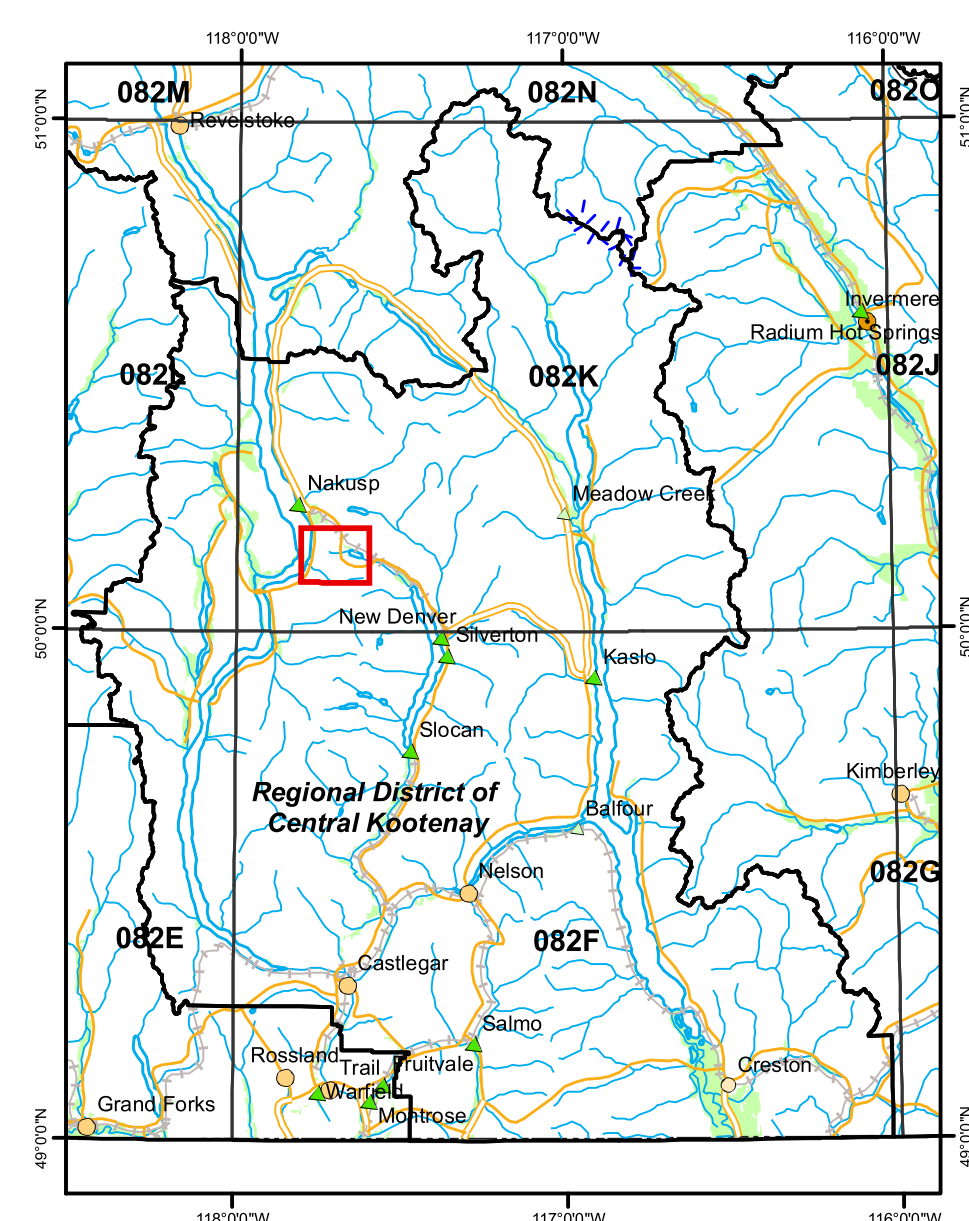 118°0'0"W
117°0'0"W
116°0'0"W
082M
082N
082O
51°0'0"N
51°0'0"N
Revelstoke
Invermere
Radium Hot Springs
082L
082K
082J
Nakusp
Meadow Creek
New Denver
Silverton
50°0'0"N
50°0'0"N
Kaslo
Slocan
Kimberley
Regional District of
Central Kootenay
Balfour
Nelson
082G
082E
082F
Castlegar
Salmo
Rossland
Trail
Fruitvale
Creston
Warfield
Grand Forks
Montrose
49°0'0"N
49°0'0"N
118°0'0"W
117°0'0"W
116°0'0"W